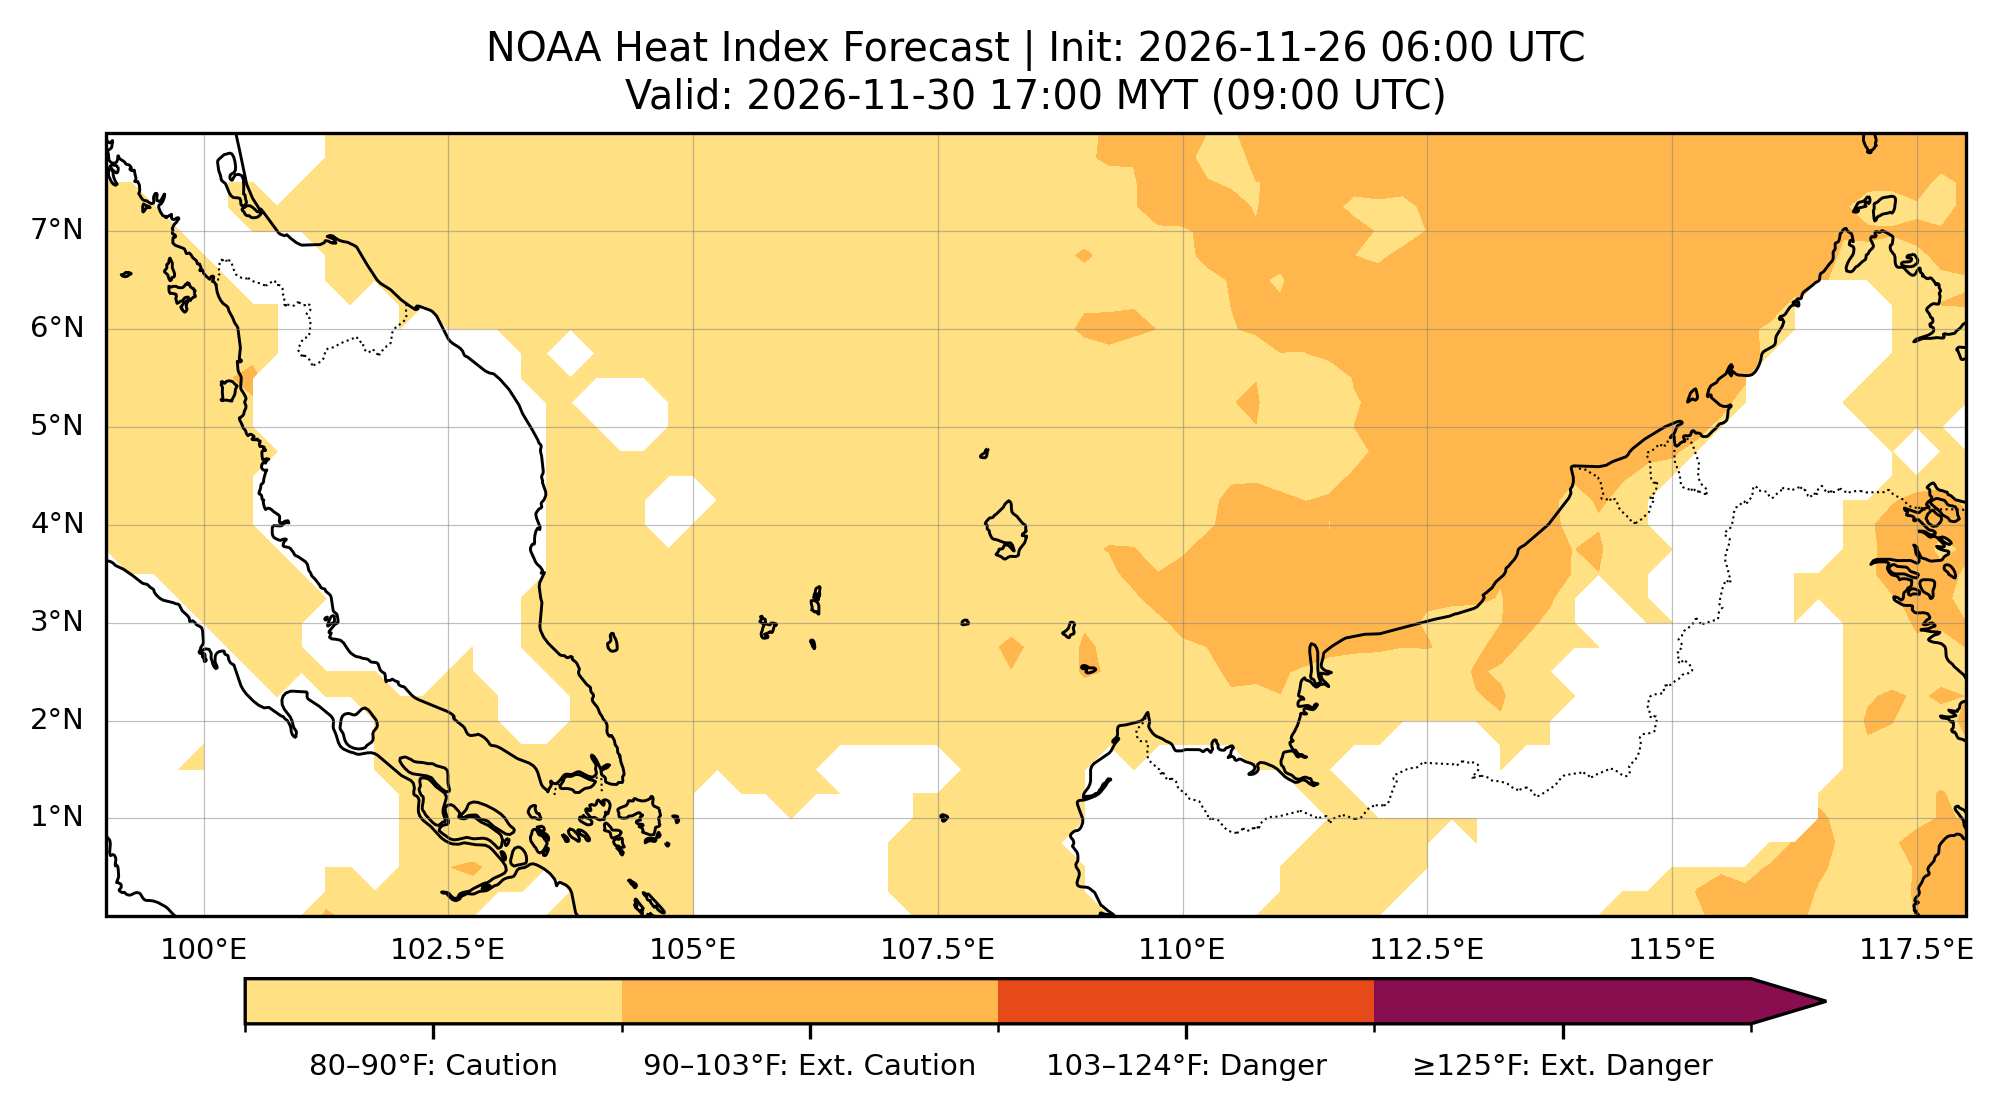 NOAA Heat Index Forecast | Init: 2026-11-26 06:00 UTC
Valid: 2026-11-30 17:00 MYT (09:00 UTC)
7°N
6°N
5°N
4°N
3°N
2°N
1°N
100°E 102.5°E 105°E 107.5°E 110°E 112.5°E 115°E 117.5°E
80–90°F: Caution 90–103°F: Ext. Caution 103–124°F: Danger ≥125°F: Ext. Danger